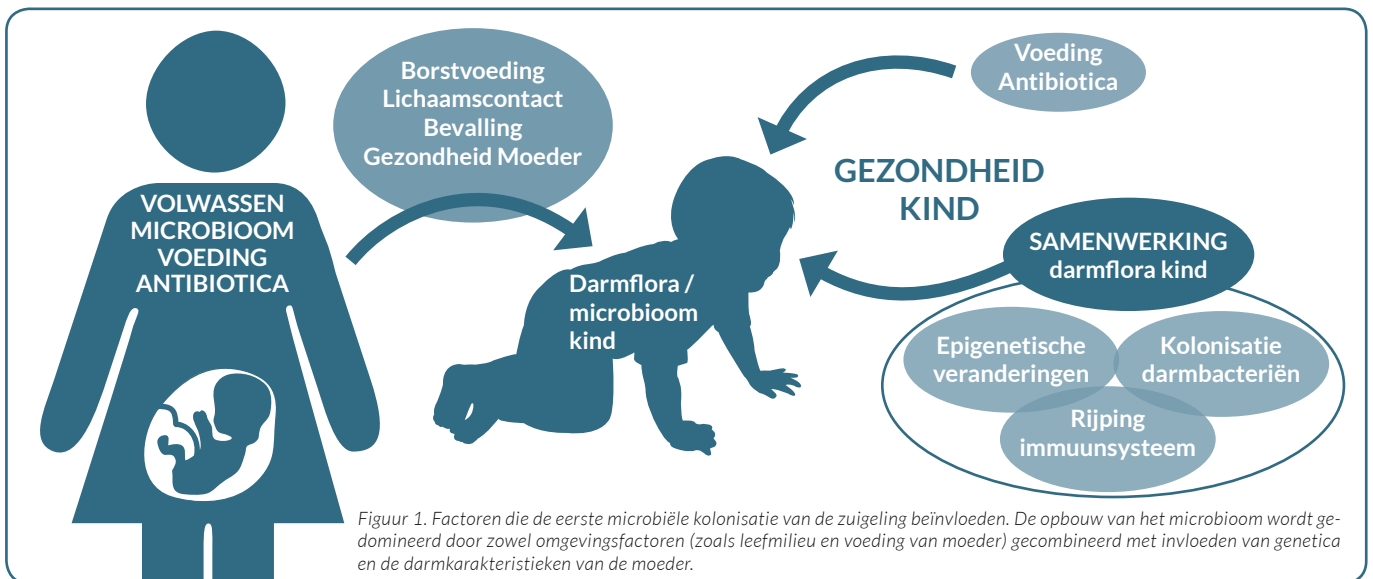 VOLWASSEN
MICROBIOOM
VOEDING
ANTIBIOTICA
Borstvoeding
Lichaamscontact
Bevalling
Gezondheid Moeder
Darmflora /
microbioom
kind
Voeding
Antibiotica
GEZONDHEID
KIND
SAMENWERKING
darmflora kind
Epigenetische
veranderingen
Kolonisatie
darmbacteriën
Rijping
immuunsysteem
Figuur 1. Factoren die de eerste microbiële kolonisatie van de zuigeling beïnvloeden. De opbouw van het microbioom wordt ge-
domineerd door zowel omgevingsfactoren (zoals leefmilieu en voeding van moeder) gecombineerd met invloeden van genetica
en de darmkarakteristieken van de moeder.